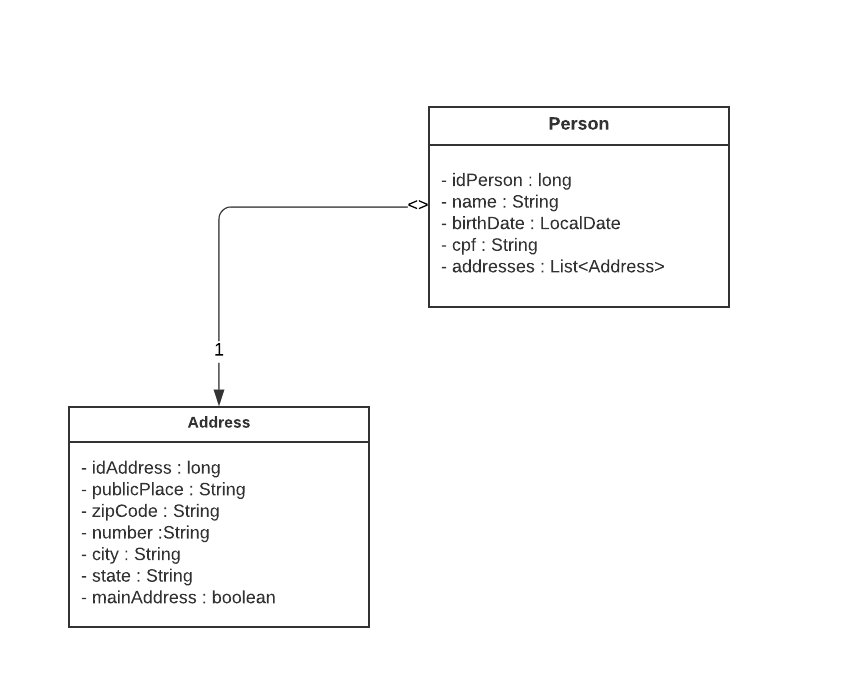 Person
- idPerson : long
- name : String
- birthDate : LocalDate
- cpf : String
- addresses : List<Address>
<>
1
Address
- idAddress : long
- publicPlace : String
- zipCode : String
- number :String
- city : String
- state : String
- mainAddress : boolean